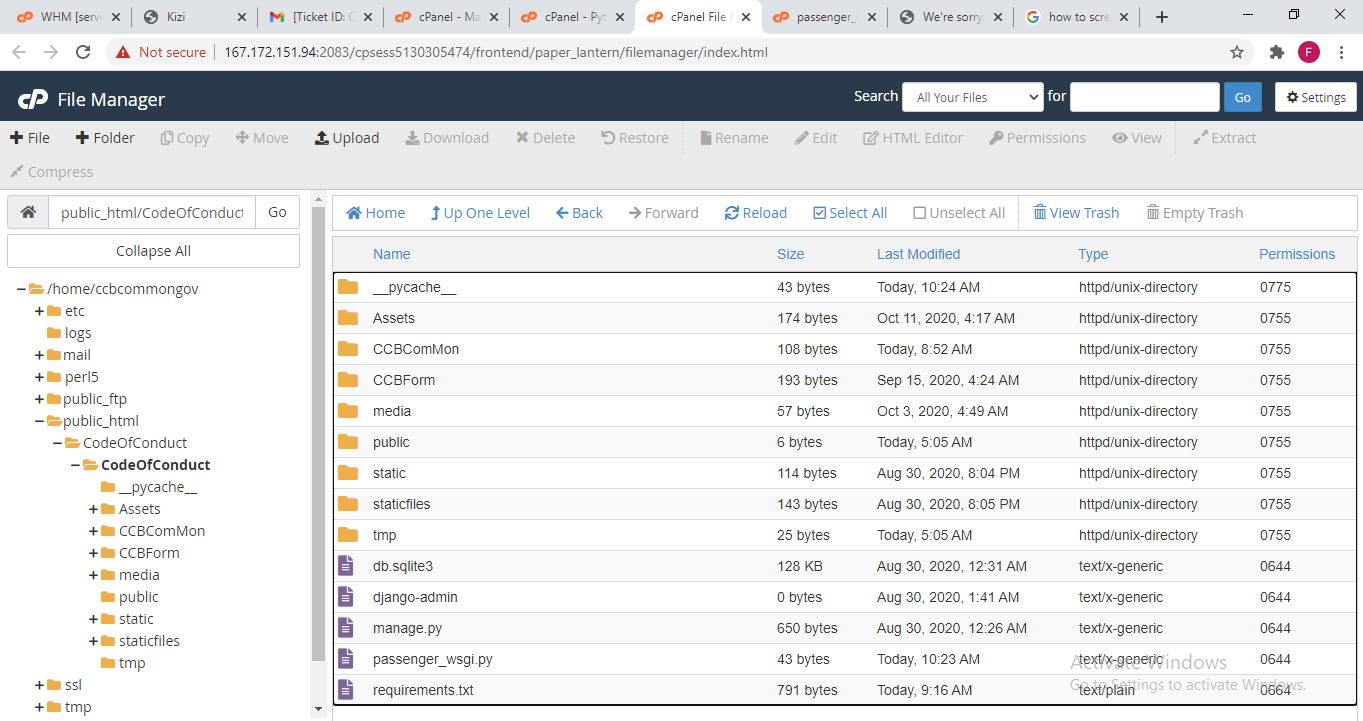 WHM [serv
Kizi
[Ticket ID: C
cPanel - Ma
cPanel - Pyt
cPanel File M
passenger_w
We're sorry
how to scre
Not secure 167.172.151.94:2083/cpsess5130305474/frontend/paper_lantern/filemanager/index.html
F
cP File Manager
Search All Your Files for Go Settings
File Folder Copy Move Upload Download Delete Restore Rename Edit HTML Editor Permissions View Extract
Compress
public_html/CodeOfConduct Go
Collapse All
/home/ccbcommongov
etc
logs
mail
perl5
public_ftp
public_html
CodeOfConduct
CodeOfConduct
__pycache__
Assets
CCBComMon
CCBForm
media
public
static
staticfiles
tmp
ssl
tmp
Home Up One Level Back Forward Reload Select All Unselect All View Trash Empty Trash
Name Size Last Modified Type Permissions
__pycache__ 43 bytes Today, 10:24 AM httpd/unix-directory 0775
Assets 174 bytes Oct 11, 2020, 4:17 AM httpd/unix-directory 0755
CCBComMon 108 bytes Today, 8:52 AM httpd/unix-directory 0755
CCBForm 193 bytes Sep 15, 2020, 4:24 AM httpd/unix-directory 0755
media 57 bytes Oct 3, 2020, 4:49 AM httpd/unix-directory 0755
public 6 bytes Today, 5:05 AM httpd/unix-directory 0755
static 114 bytes Aug 30, 2020, 8:04 PM httpd/unix-directory 0755
staticfiles 143 bytes Aug 30, 2020, 8:05 PM httpd/unix-directory 0755
tmp 25 bytes Today, 5:05 AM httpd/unix-directory 0755
db.sqlite3 128 KB Aug 30, 2020, 12:31 AM text/x-generic 0644
django-admin 0 bytes Aug 30, 2020, 1:41 AM text/x-generic 0644
manage.py 650 bytes Aug 30, 2020, 12:26 AM text/x-generic 0644
passenger_wsgi.py 43 bytes Today, 10:23 AM text/x-generic 0644
requirements.txt 791 bytes Today, 9:16 AM text/plain 0664
Activate Windows
Go to Settings to activate Windows.